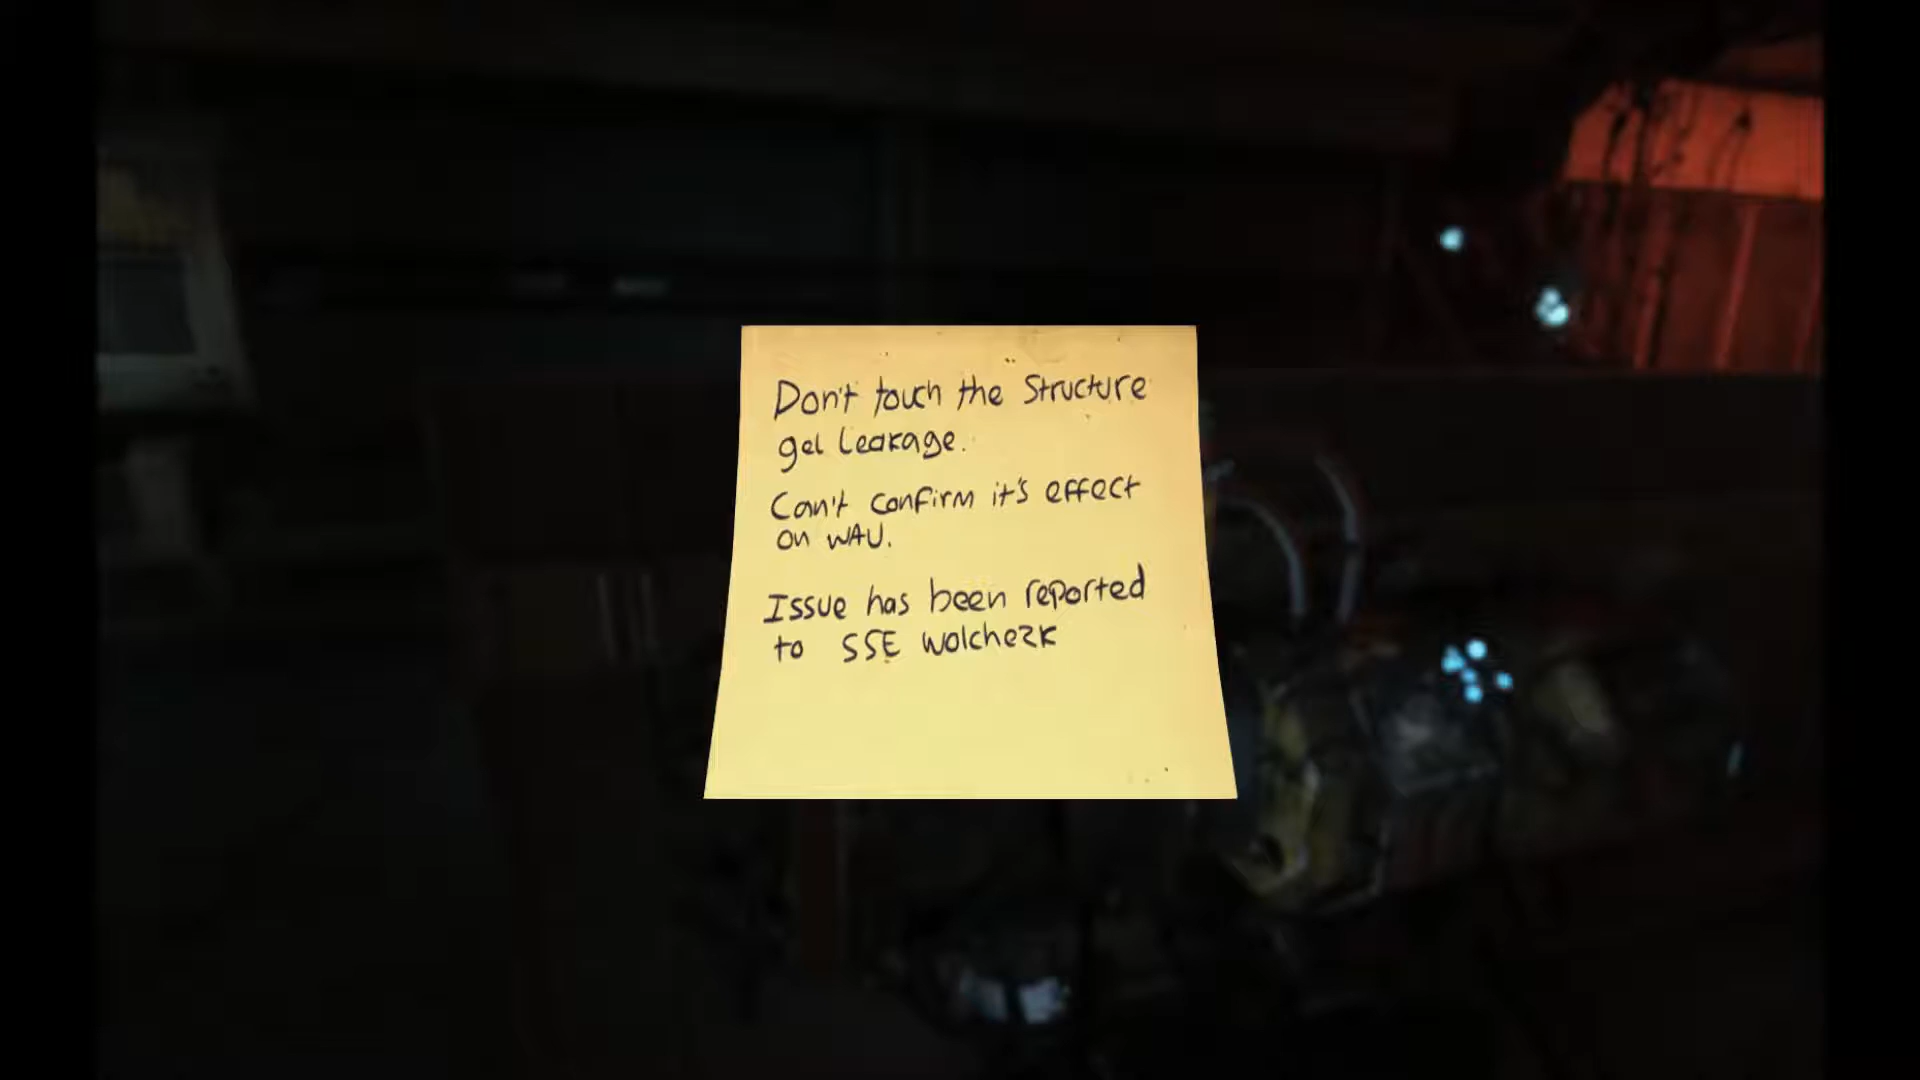 Don't touch the Structure
gel leakage.
Can't confirm it's effect
on WAU.
Issue has been reported
to SSE Wolchezk